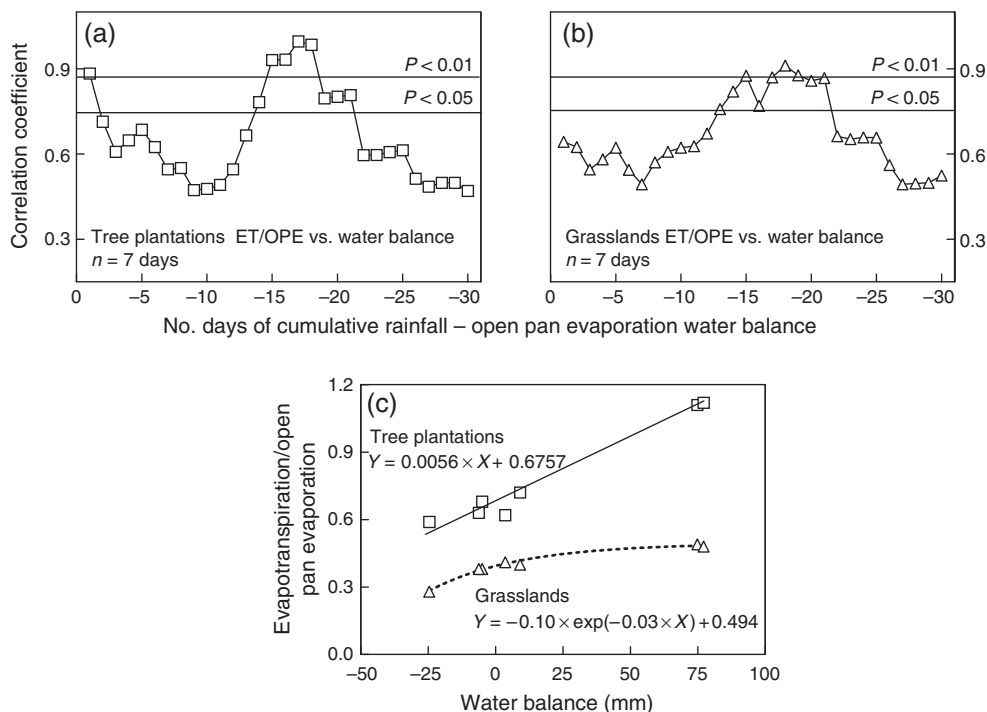 (a)
(b)
Correlation coefficient
0.9
0.6
0.3
P < 0.01
P < 0.05
Tree plantations ET/OPE vs. water balance
n = 7 days
0 –5 –10 –15 –20 –25 –30
P < 0.01
P < 0.05
0.9
0.6
0.3
Grasslands ET/OPE vs. water balance
n = 7 days
0 –5 –10 –15 –20 –25 –30
No. days of cumulative rainfall – open pan evaporation water balance
(c)
Evapotranspiration/open
pan evaporation
1.2
0.9
0.6
0.3
0.0
Tree plantations
Y = 0.0056 × X + 0.6757
Grasslands
Y = –0.10 × exp(–0.03 × X) + 0.494
–50 –25 0 25 50 75 100
Water balance (mm)